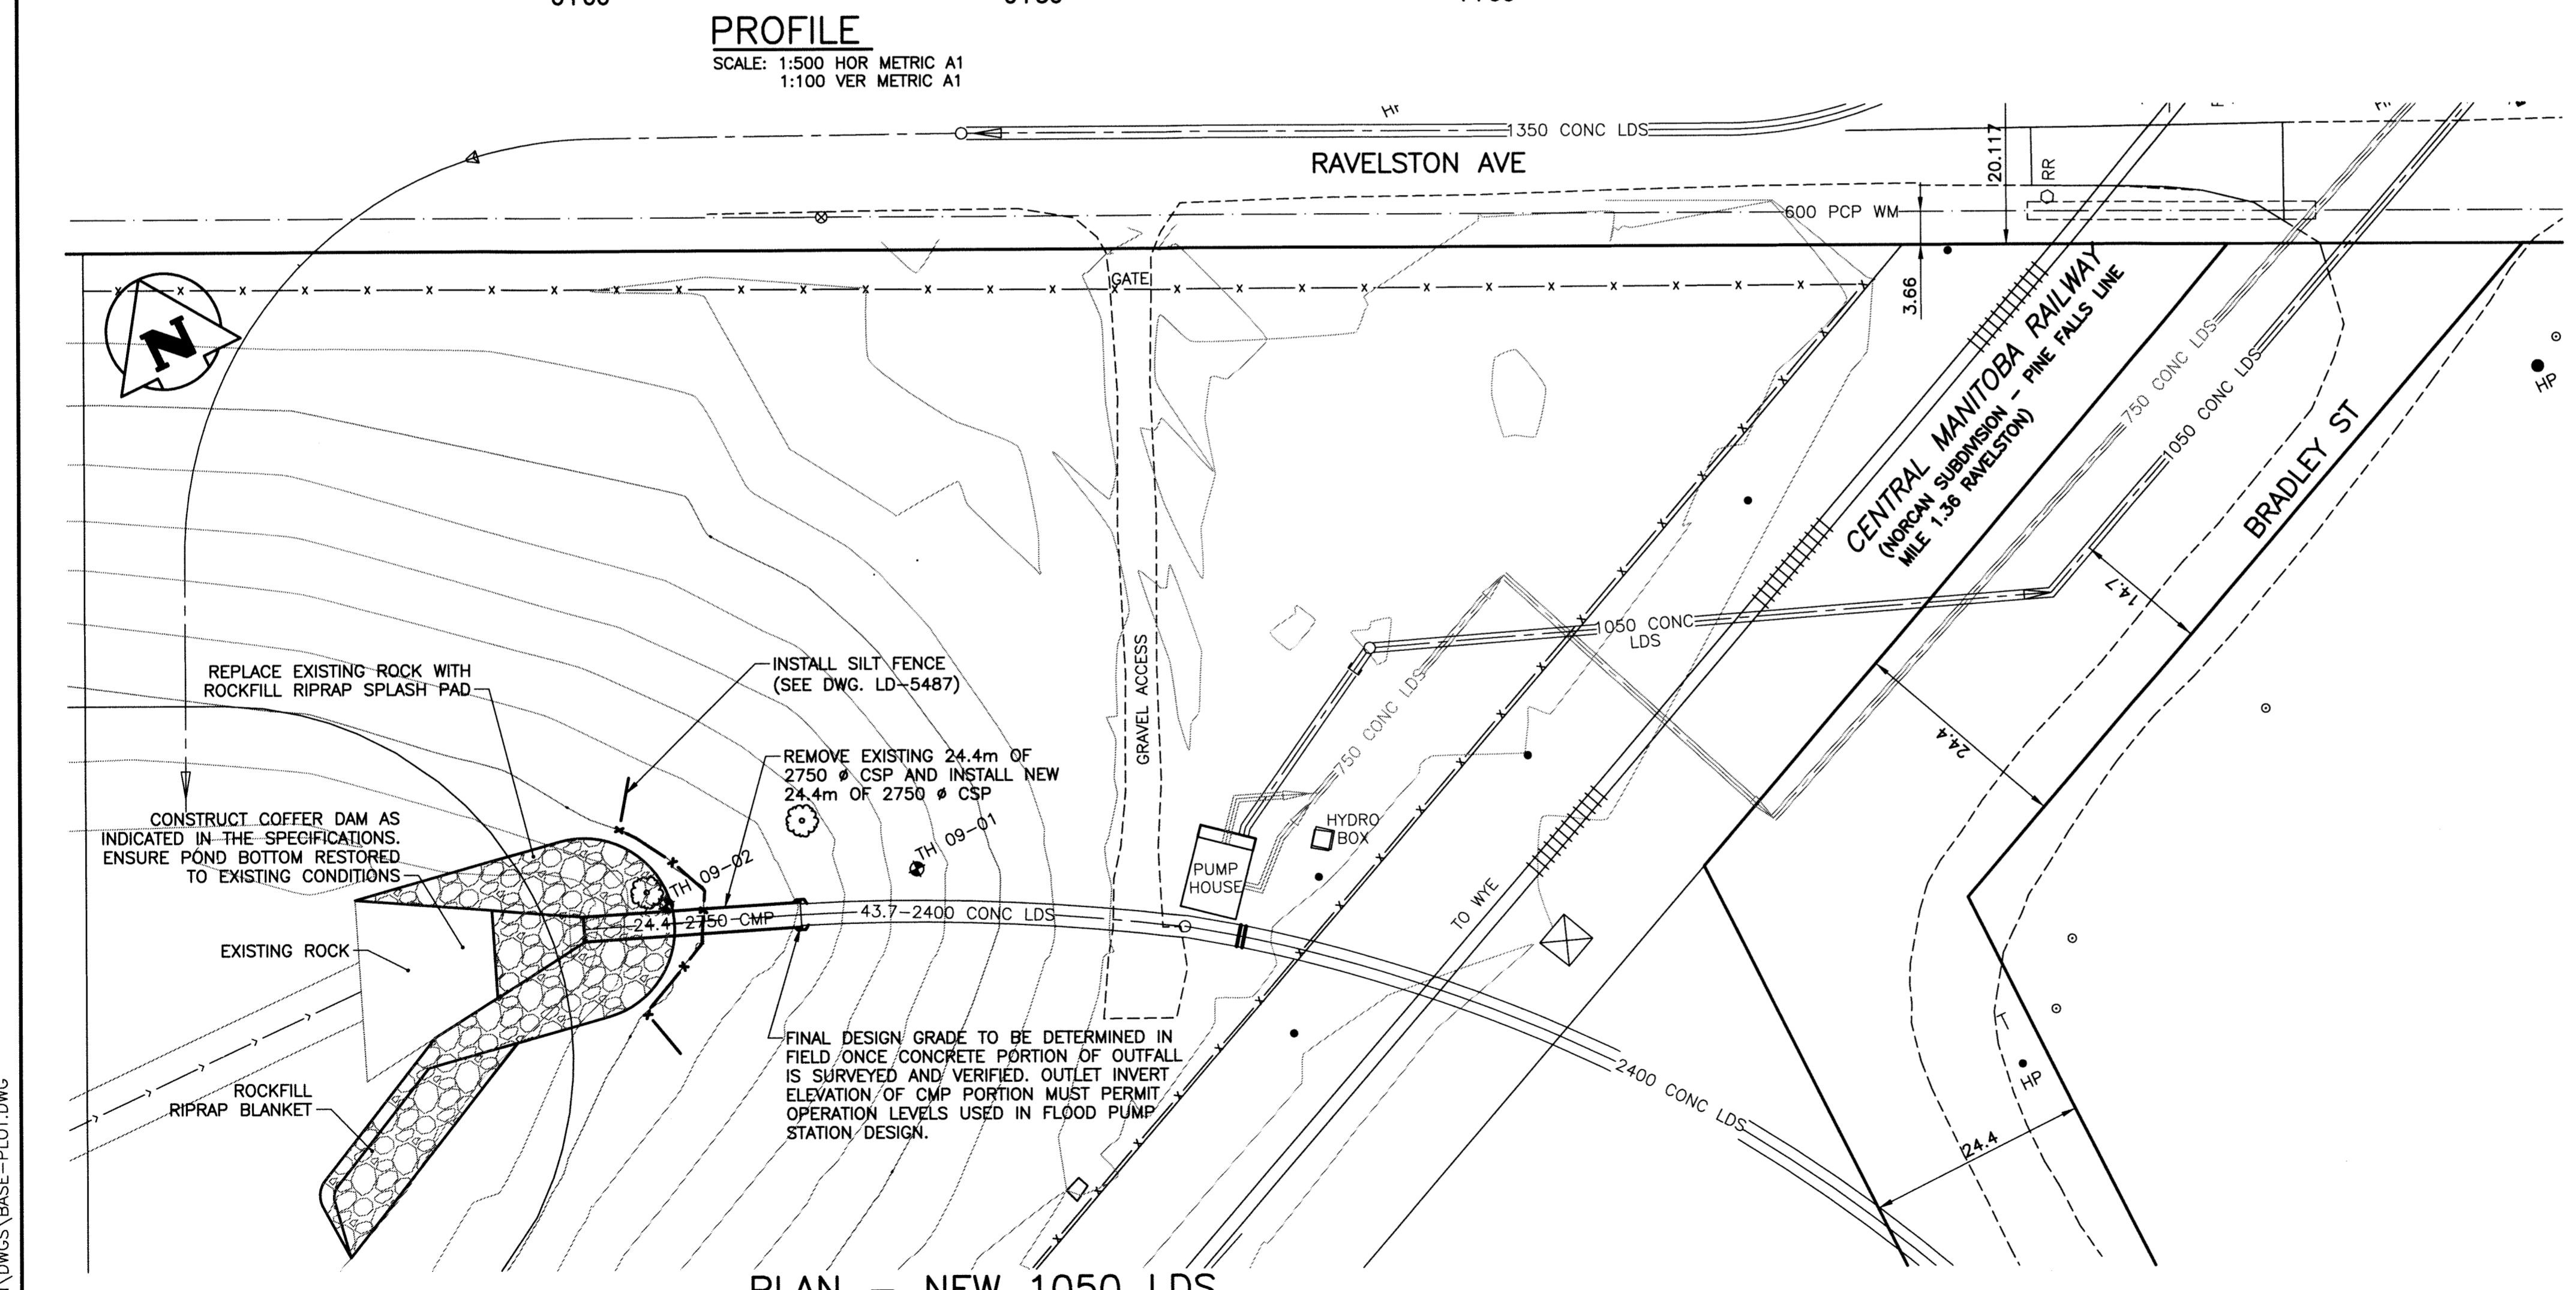 PROFILE
SCALE: 1:500 HOR METRIC A1
1:100 VER METRIC A1
1350 CONC LDS
RAVELSTON AVE
20.117
RR
600 PCP WM
3.66
GATE
N
CENTRAL MANITOBA RAILWAY
(NORCAN SUBDIVISION - PINE FALLS LINE
MILE 1.36 RAVELSTON)
750 CONC LDS
1050 CONC LDS
BRADLEY ST
HP
14.7
1050 CONC
LDS
24.4
GRAVEL ACCESS
750 CONC LDS
REPLACE EXISTING ROCK WITH
ROCKFILL RIPRAP SPLASH PAD
INSTALL SILT FENCE
(SEE DWG. LD-5487)
REMOVE EXISTING 24.4m OF
2750 ø CSP AND INSTALL NEW
24.4m OF 2750 ø CSP
CONSTRUCT COFFER DAM AS
INDICATED IN THE SPECIFICATIONS.
ENSURE POND BOTTOM RESTORED
TO EXISTING CONDITIONS
TH 09-02
TH 09-01
HYDRO
BOX
PUMP
HOUSE
24.4-2750 CMP
43.7-2400 CONC LDS
TO WYE
EXISTING ROCK
FINAL DESIGN GRADE TO BE DETERMINED IN
FIELD ONCE CONCRETE PORTION OF OUTFALL
IS SURVEYED AND VERIFIED. OUTLET INVERT
ELEVATION OF CMP PORTION MUST PERMIT
OPERATION LEVELS USED IN FLOOD PUMP
STATION DESIGN.
ROCKFILL
RIPRAP BLANKET
2400 CONC LDS
T
HP
24.4
\DWGS\BASE-PLOT.DWG
PLAN - NEW 1050 LDS